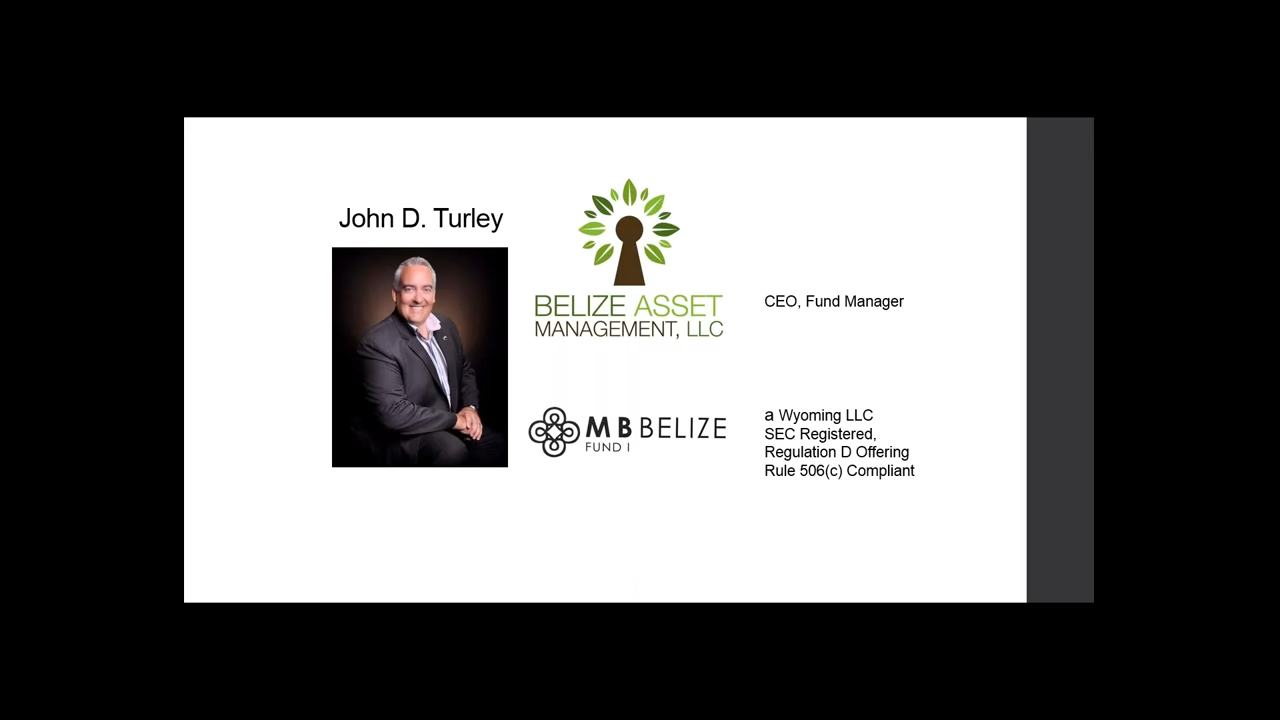 John D. Turley
BELIZE ASSET
MANAGEMENT, LLC
CEO, Fund Manager
MB BELIZE
FUND I
a Wyoming LLC
SEC Registered,
Regulation D Offering
Rule 506(c) Compliant